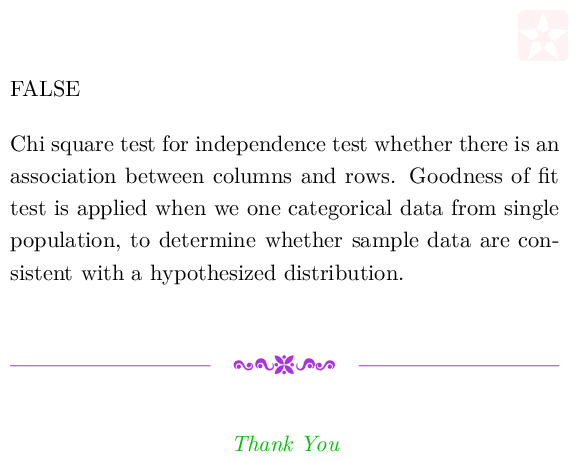 FALSE
Chi square test for independence test whether there is an
association between columns and rows. Goodness of fit
test is applied when we one categorical data from single
population, to determine whether sample data are con-
sistent with a hypothesized distribution.
Thank You